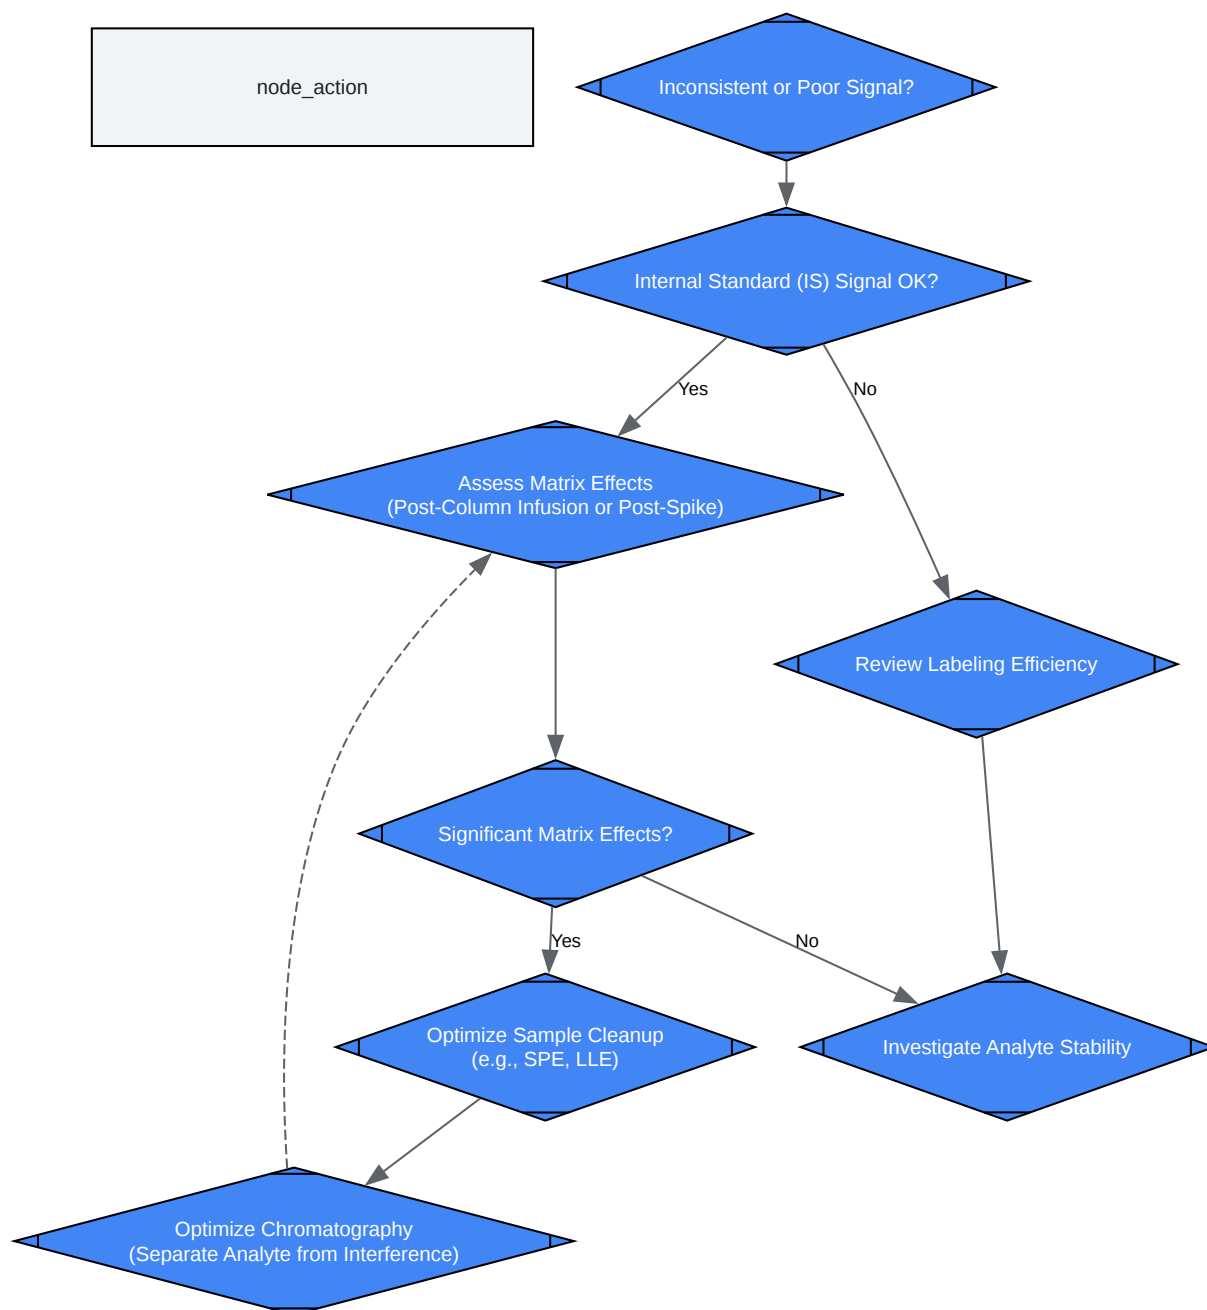 node_action
Inconsistent or Poor Signal?
Internal Standard (IS) Signal OK?
Yes
No
Assess Matrix Effects
(Post-Column Infusion or Post-Spike)
Review Labeling Efficiency
Significant Matrix Effects?
Yes
No
Optimize Sample Cleanup
(e.g., SPE, LLE)
Investigate Analyte Stability
Optimize Chromatography
(Separate Analyte from Interference)